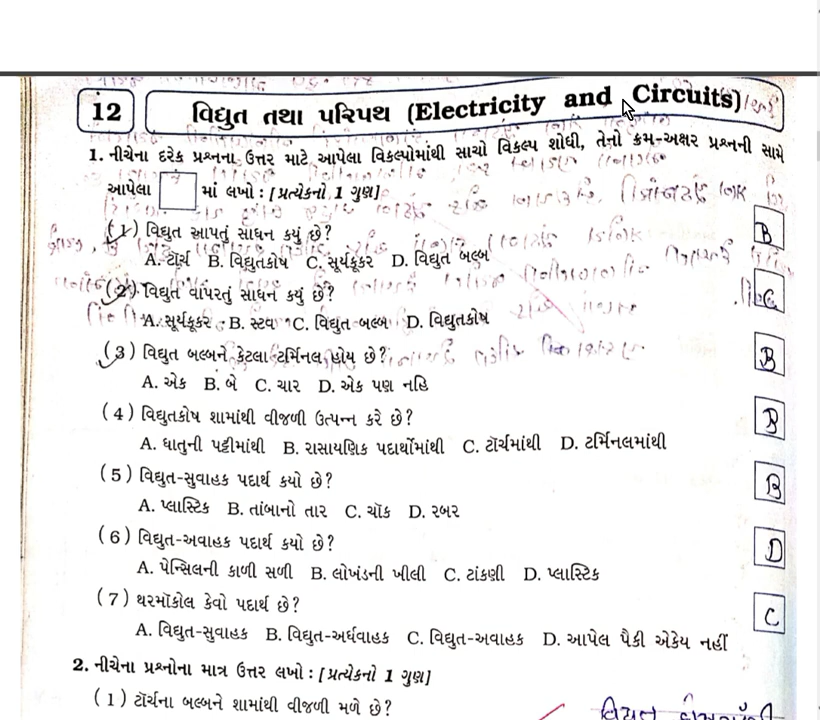 12 વિદ્યુત તથા પરિપથ (Electricity and Circuits)
1. નીચેના દરેક પ્રશ્નના ઉત્તર માટે આપેલા વિકલ્પોમાંથી સાચો વિકલ્પ શોધી, તેનો ક્રમ-અક્ષર પ્રશ્નની સામે
આપેલા માં લખો : [પ્રત્યેકનો 1 ગુણ]
(1) વિદ્યુત આપતું સાધન કયું છે? B
A. ટૉર્ચ B. વિદ્યુતકોષ C. સૂર્યકૂકર D. વિદ્યુત બલ્બ
(2) વિદ્યુત વાપરતું સાધન કયું છે? C
A. સૂર્યકૂકર B. સ્ટવ C. વિદ્યુત બલ્બ D. વિદ્યુતકોષ
(3) વિદ્યુત બલ્બને કેટલા ટર્મિનલ હોય છે? B
A. એક B. બે C. ચાર D. એક પણ નહિ
(4) વિદ્યુતકોષ શામાંથી વીજળી ઉત્પન્ન કરે છે? B
A. ધાતુની પટ્ટીમાંથી B. રાસાયણિક પદાર્થોમાંથી C. ટૉર્ચમાંથી D. ટર્મિનલમાંથી
(5) વિદ્યુત-સુવાહક પદાર્થ કયો છે? B
A. પ્લાસ્ટિક B. તાંબાનો તાર C. ચૉક D. રબર
(6) વિદ્યુત-અવાહક પદાર્થ કયો છે? D
A. પેન્સિલની કાળી સળી B. લોખંડની ખીલી C. ટાંકણી D. પ્લાસ્ટિક
(7) થરમૉકોલ કેવો પદાર્થ છે? C
A. વિદ્યુત-સુવાહક B. વિદ્યુત-અર્ધવાહક C. વિદ્યુત-અવાહક D. આપેલ પૈકી એકેય નહીં
2. નીચેના પ્રશ્નોના માત્ર ઉત્તર લખો : [પ્રત્યેકનો 1 ગુણ]
(1) ટૉર્ચના બલ્બને શામાંથી વીજળી મળે છે?